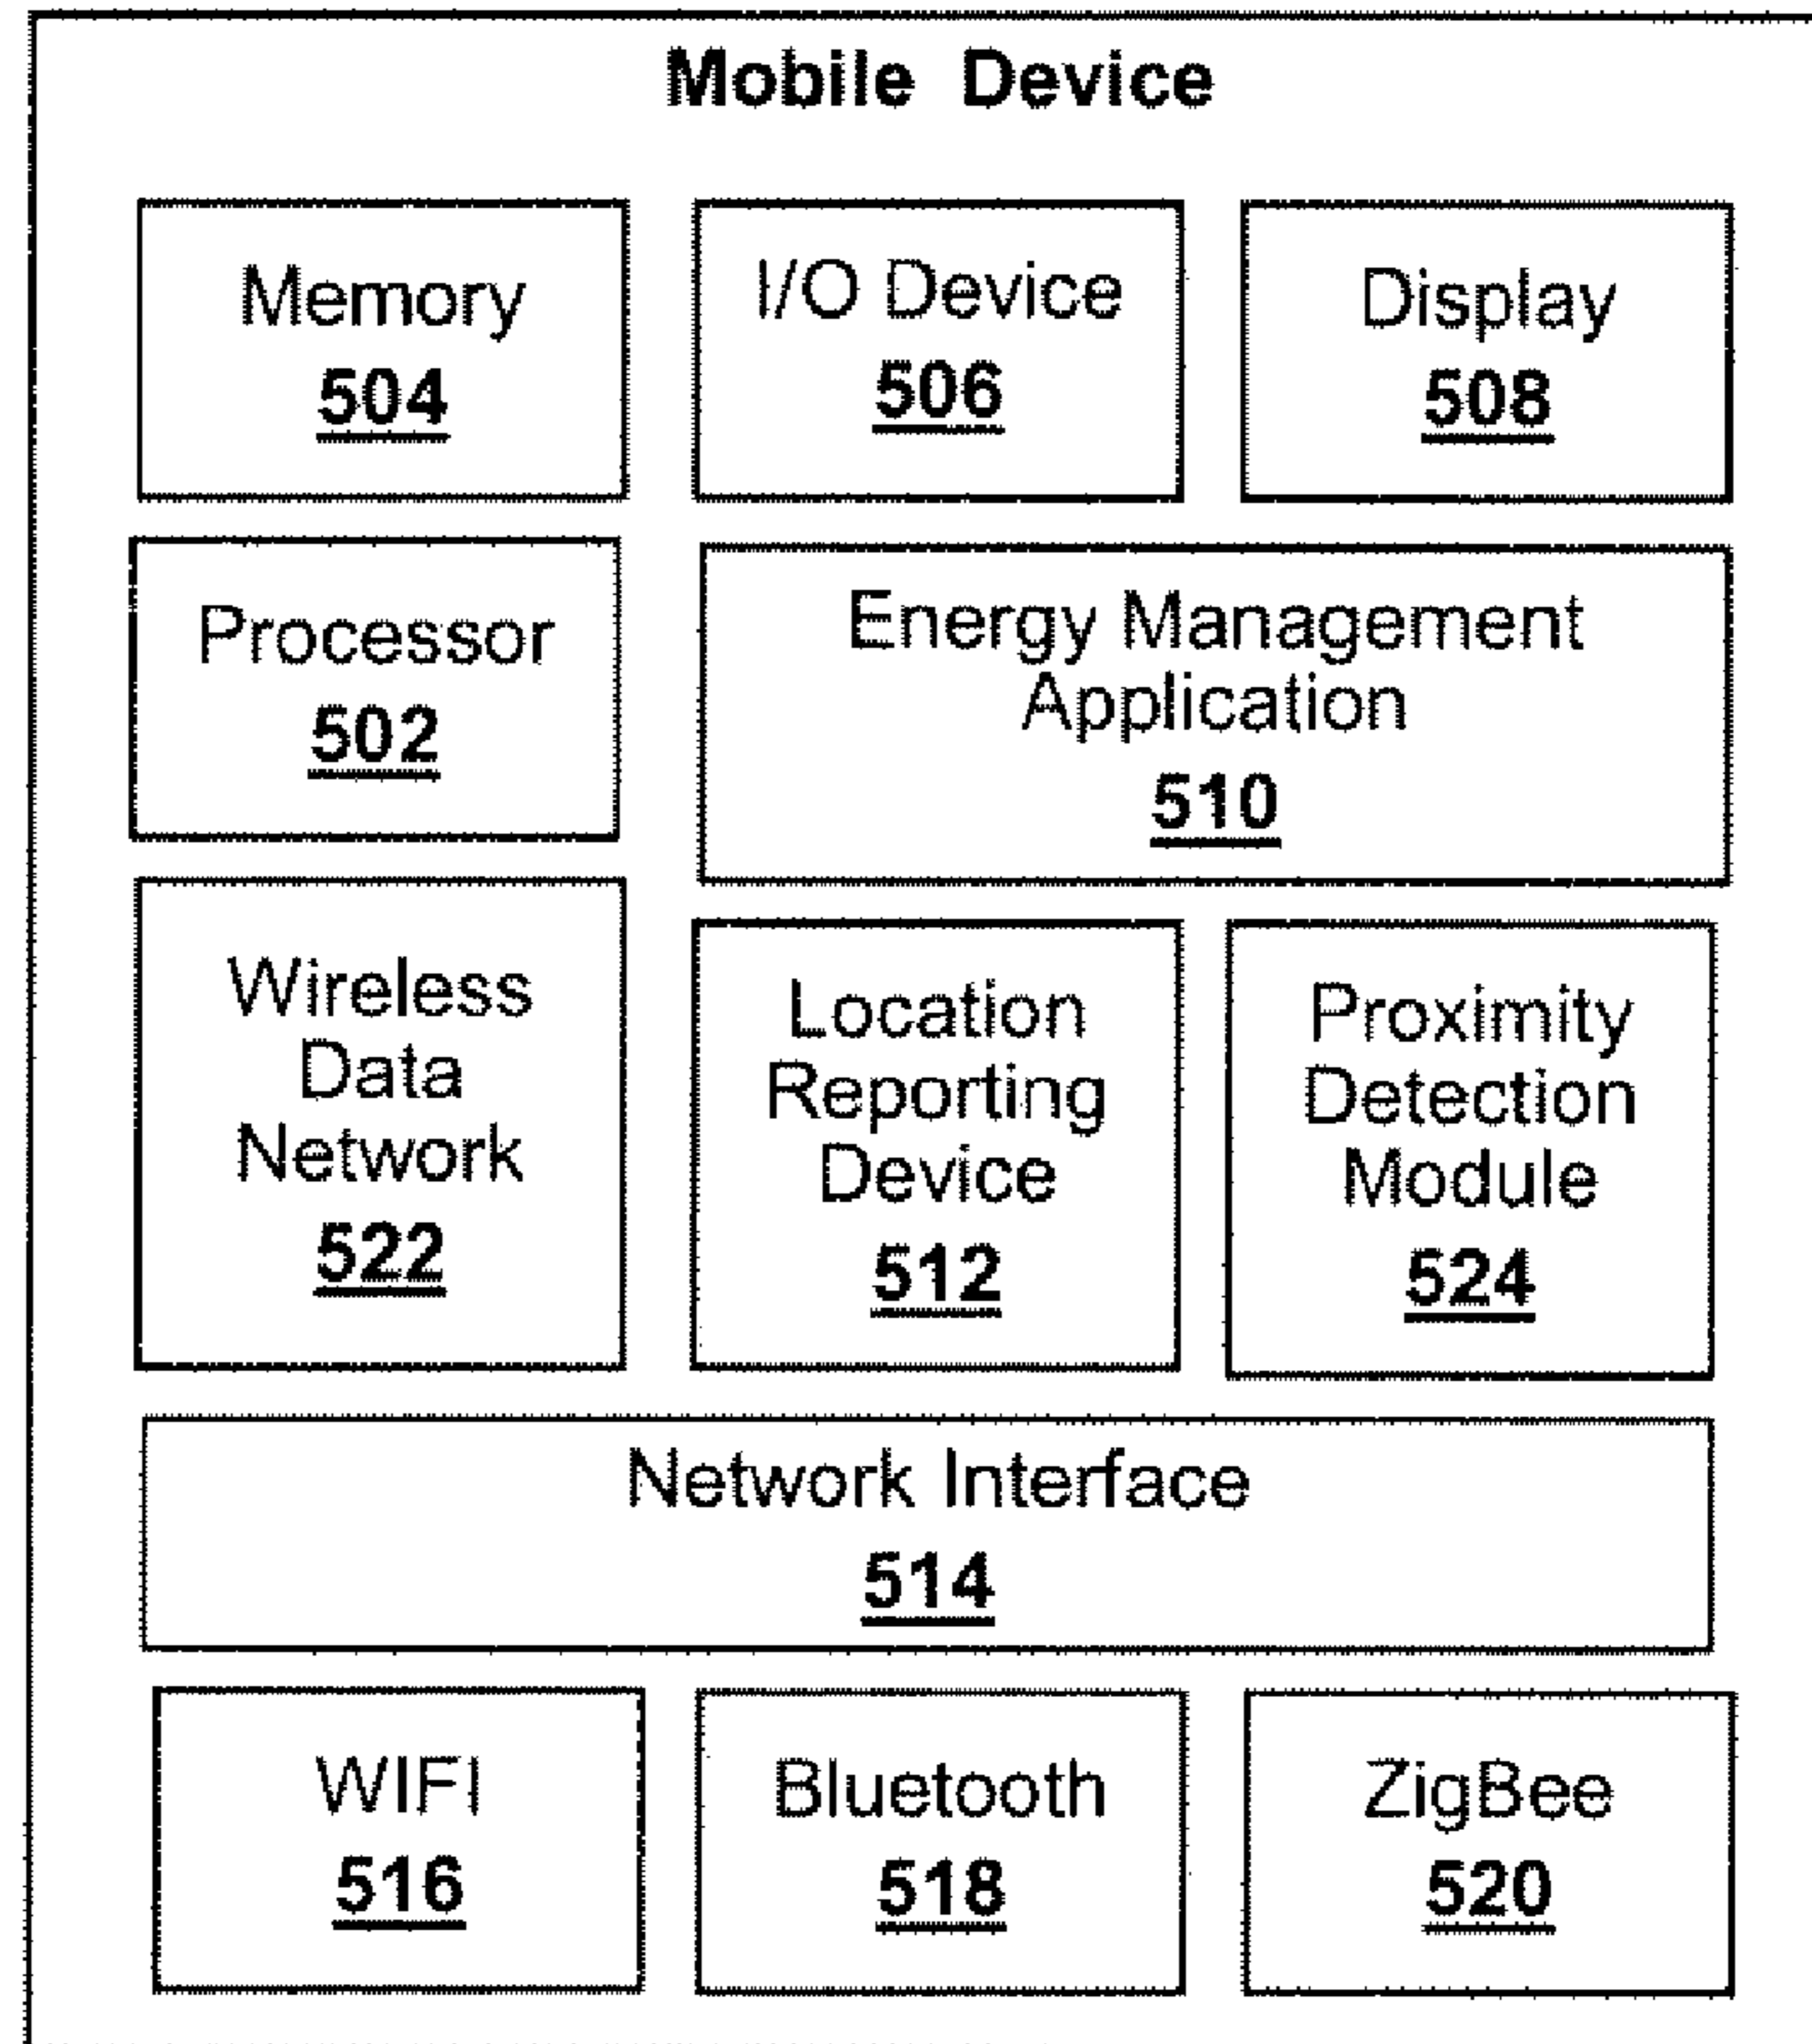 Mobile Device
Memory
504
I/O Device
506
Display
508
Processor
502
Energy Management
Application
510
Wireless
Data
Network
522
Location
Reporting
Device
512
Proximity
Detection
Module
524
Network Interface
514
WIFI
516
Bluetooth
518
ZigBee
520